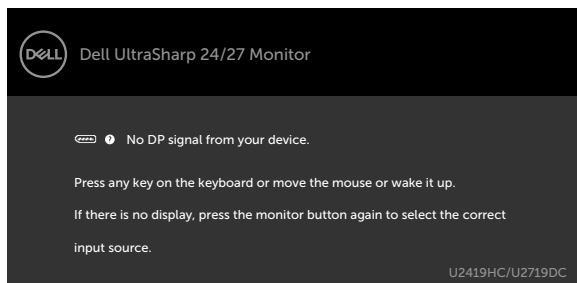 DELL
Dell UltraSharp 24/27 Monitor
? No DP signal from your device.
Press any key on the keyboard or move the mouse or wake it up.
If there is no display, press the monitor button again to select the correct
input source.
U2419HC/U2719DC